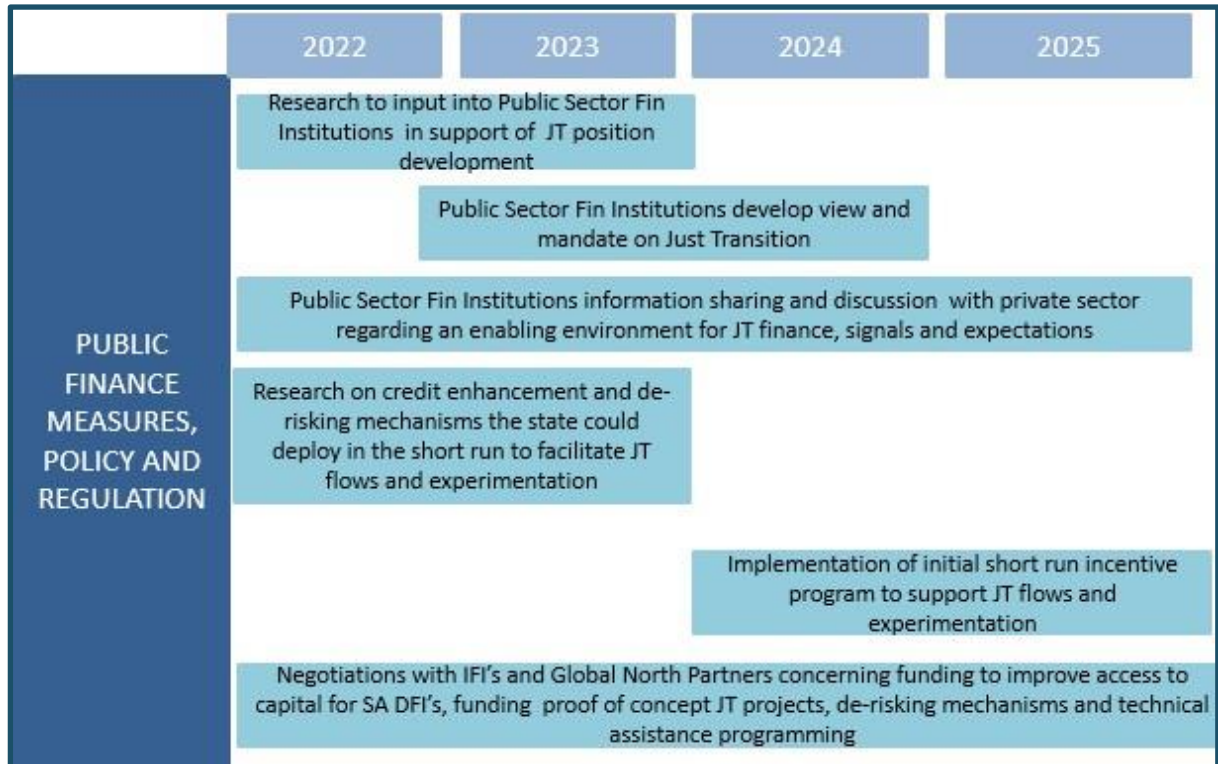 2022
2023
2024
2025
PUBLIC
FINANCE
MEASURES,
POLICY AND
REGULATION
Research to input into Public Sector Fin
Institutions in support of JT position
development
Public Sector Fin Institutions develop view and
mandate on Just Transition
Public Sector Fin Institutions information sharing and discussion with private sector
regarding an enabling environment for JT finance, signals and expectations
Research on credit enhancement and de-
risking mechanisms the state could
deploy in the short run to facilitate JT
flows and experimentation
Implementation of initial short run incentive
program to support JT flows and
experimentation
Negotiations with IFI's and Global North Partners concerning funding to improve access to
capital for SA DFI's, funding proof of concept JT projects, de-risking mechanisms and technical
assistance programming